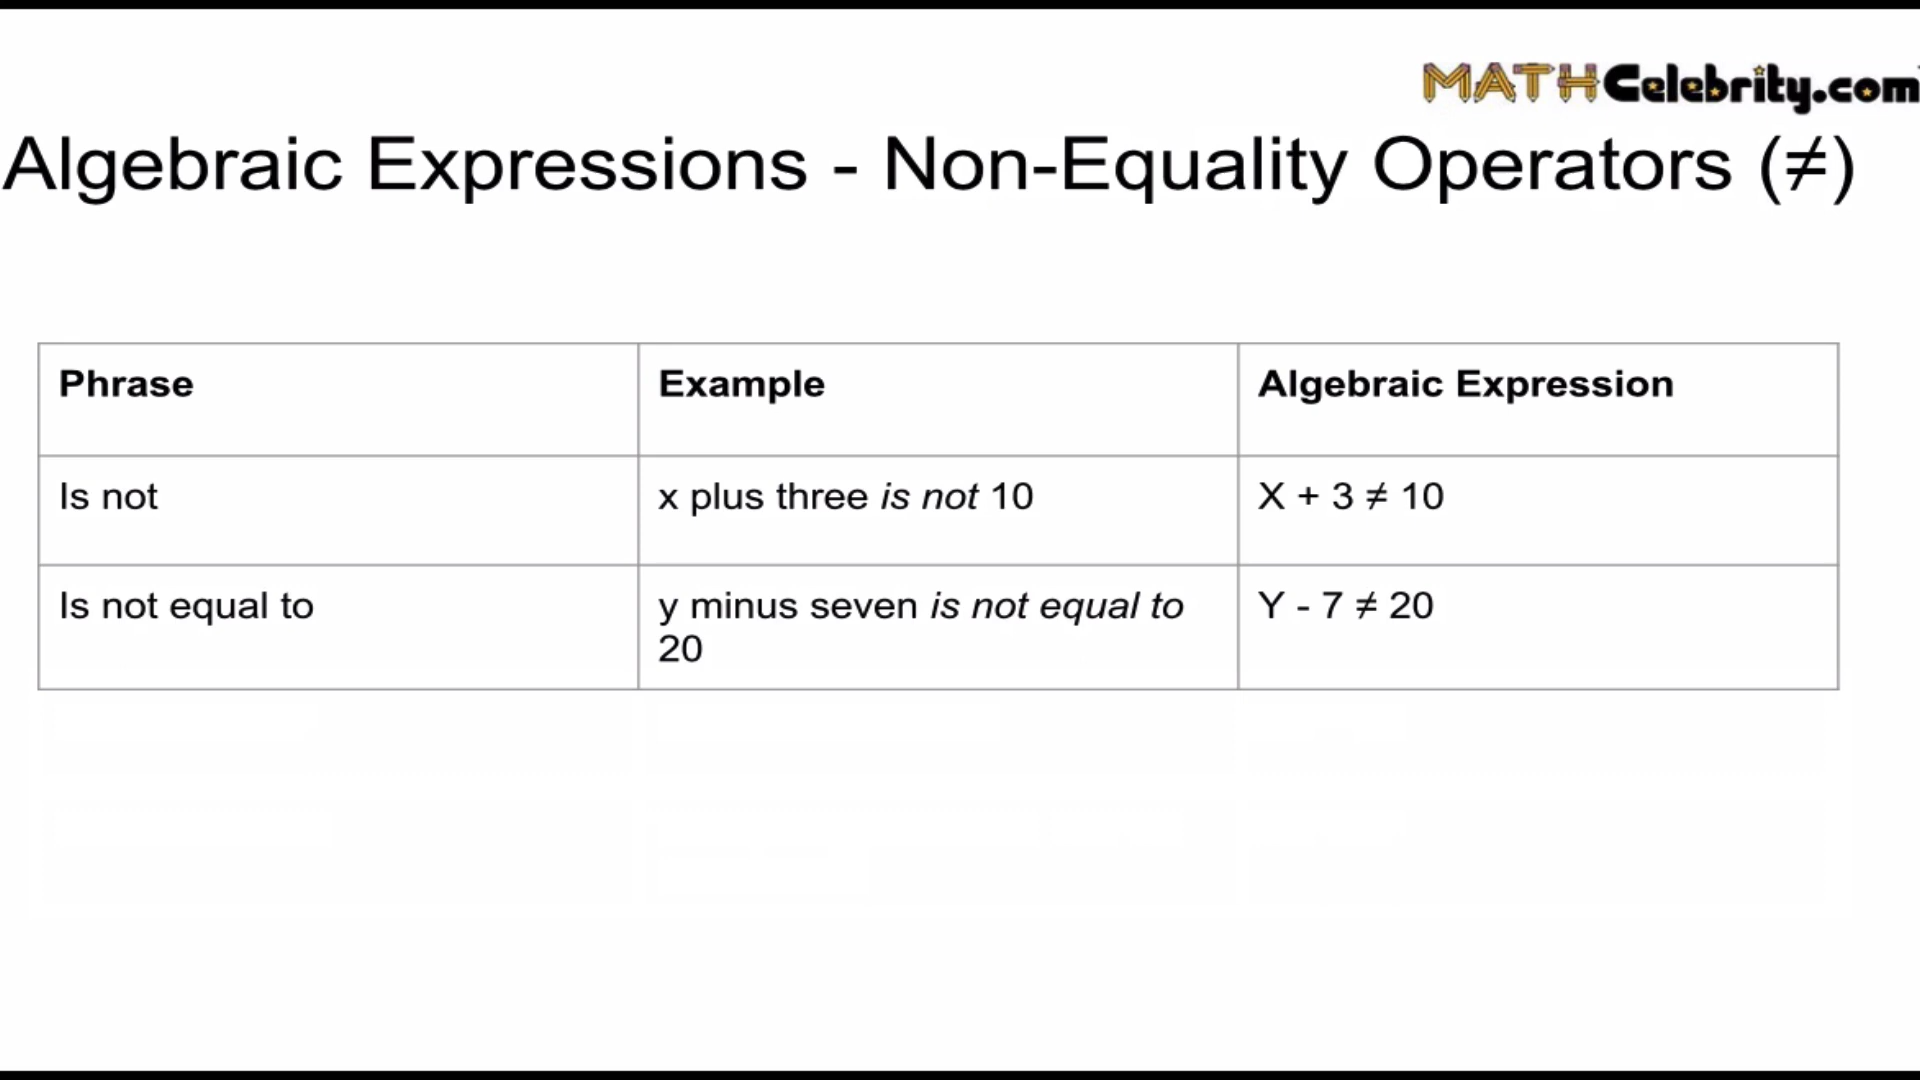 MATHCelebrity.com
Algebraic Expressions - Non-Equality Operators (≠)
Phrase
Example
Algebraic Expression
Is not
x plus three is not 10
X + 3 ≠ 10
Is not equal to
y minus seven is not equal to
20
Y - 7 ≠ 20